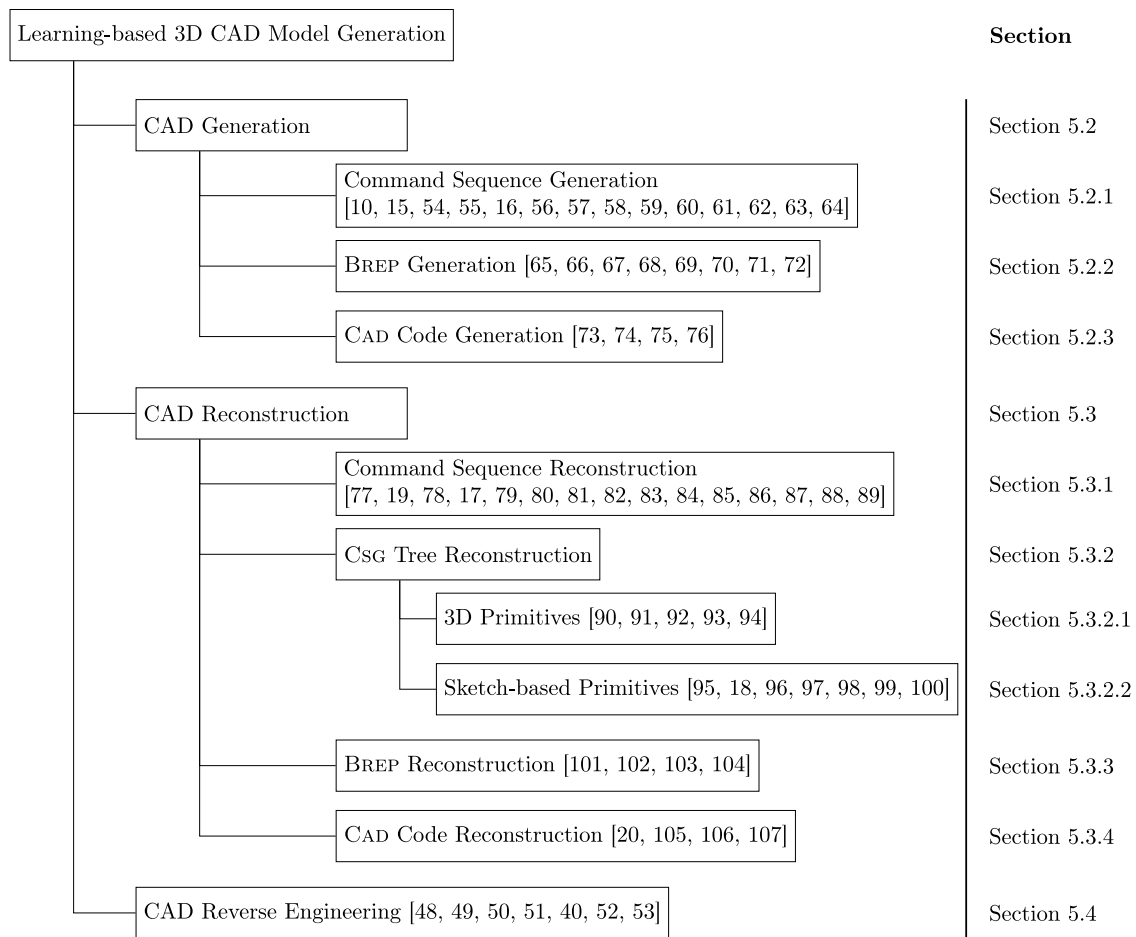 Learning-based 3D CAD Model Generation
Section
CAD Generation
Section 5.2
Command Sequence Generation
[10, 15, 54, 55, 16, 56, 57, 58, 59, 60, 61, 62, 63, 64]
Section 5.2.1
BREP Generation [65, 66, 67, 68, 69, 70, 71, 72]
Section 5.2.2
CAD Code Generation [73, 74, 75, 76]
Section 5.2.3
CAD Reconstruction
Section 5.3
Command Sequence Reconstruction
[77, 19, 78, 17, 79, 80, 81, 82, 83, 84, 85, 86, 87, 88, 89]
Section 5.3.1
CSG Tree Reconstruction
Section 5.3.2
3D Primitives [90, 91, 92, 93, 94]
Section 5.3.2.1
Sketch-based Primitives [95, 18, 96, 97, 98, 99, 100]
Section 5.3.2.2
BREP Reconstruction [101, 102, 103, 104]
Section 5.3.3
CAD Code Reconstruction [20, 105, 106, 107]
Section 5.3.4
CAD Reverse Engineering [48, 49, 50, 51, 40, 52, 53]
Section 5.4